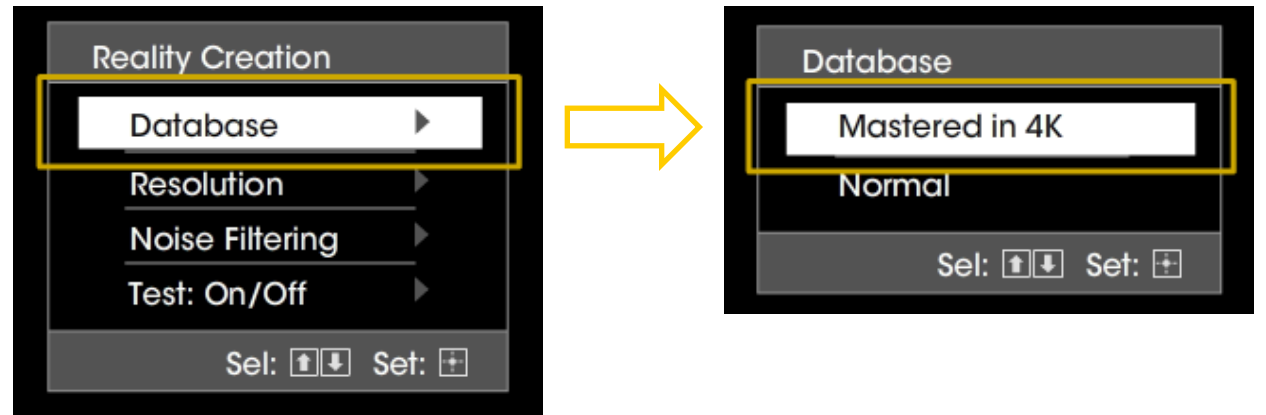 Reality Creation
Database
Resolution
Noise Filtering
Test: On/Off
Sel: Set:
Database
Mastered in 4K
Normal
Sel: Set: